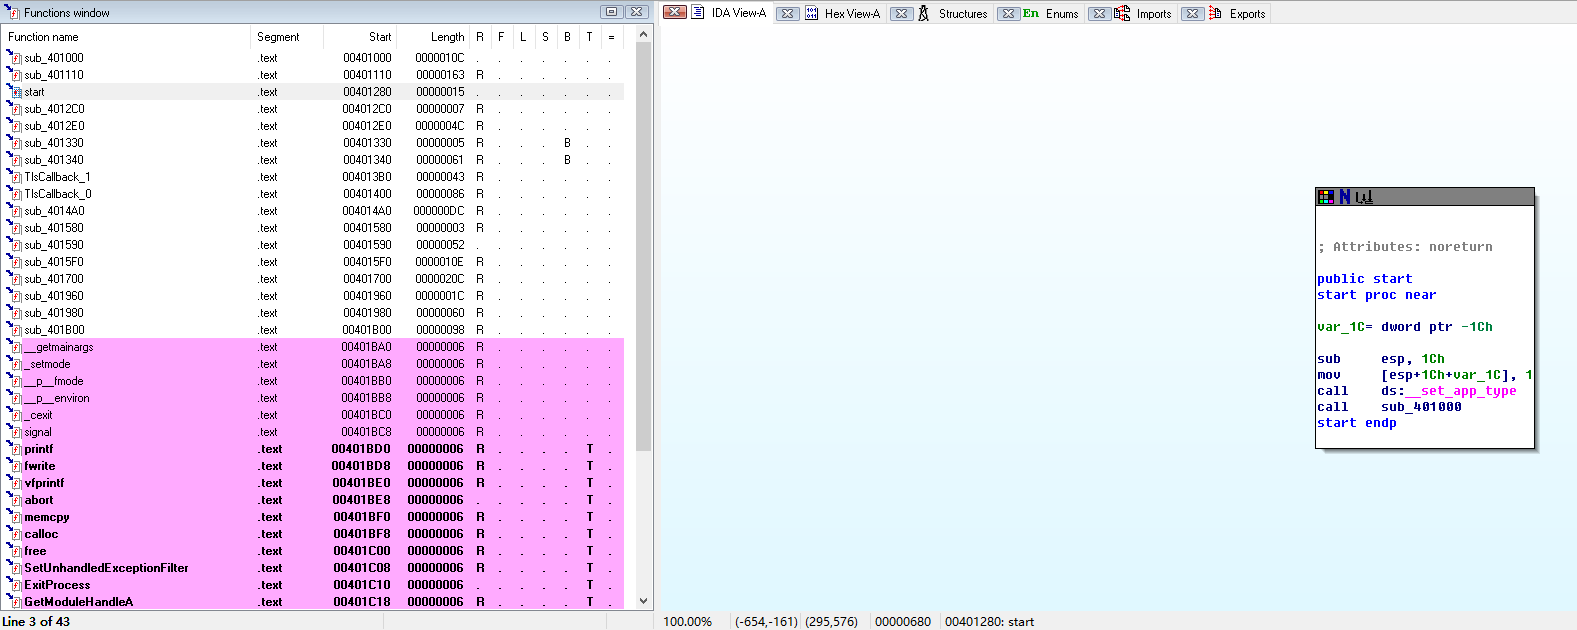 Functions window
Function name Segment Start Length R F L S B T =
sub_401000 .text 00401000 0000010C . . . . . . .
sub_401110 .text 00401110 00000163 R . . . . . .
start .text 00401280 00000015 . . . . . . .
sub_4012C0 .text 004012C0 00000007 R . . . . . .
sub_4012E0 .text 004012E0 0000004C R . . . . . .
sub_401330 .text 00401330 00000005 R . . . B . .
sub_401340 .text 00401340 00000061 R . . . B . .
TlsCallback_1 .text 004013B0 00000043 R . . . . . .
TlsCallback_0 .text 00401400 00000086 R . . . . . .
sub_4014A0 .text 004014A0 000000DC R . . . . . .
sub_401580 .text 00401580 00000003 R . . . . . .
sub_401590 .text 00401590 00000052 . . . . . . .
sub_4015F0 .text 004015F0 0000010E R . . . . . .
sub_401700 .text 00401700 0000020C R . . . . . .
sub_401960 .text 00401960 0000001C R . . . . . .
sub_401980 .text 00401980 00000060 R . . . . . .
sub_401B00 .text 00401B00 00000098 R . . . . . .
__getmainargs .text 00401BA0 00000006 R . . . . . .
_setmode .text 00401BA8 00000006 R . . . . . .
__p__fmode .text 00401BB0 00000006 R . . . . . .
__p__environ .text 00401BB8 00000006 R . . . . . .
_cexit .text 00401BC0 00000006 R . . . . . .
signal .text 00401BC8 00000006 R . . . . . .
printf .text 00401BD0 00000006 R . . . . T .
fwrite .text 00401BD8 00000006 R . . . . T .
vfprintf .text 00401BE0 00000006 R . . . . T .
abort .text 00401BE8 00000006 . . . . . T .
memcpy .text 00401BF0 00000006 R . . . . T .
calloc .text 00401BF8 00000006 R . . . . T .
free .text 00401C00 00000006 R . . . . T .
SetUnhandledExceptionFilter .text 00401C08 00000006 R . . . . T .
ExitProcess .text 00401C10 00000006 . . . . . T .
GetModuleHandleA .text 00401C18 00000006 R . . . . T .
Line 3 of 43
IDA View-A Hex View-A Structures En Enums Imports Exports
; Attributes: noreturn
public start
start proc near
var_1C= dword ptr -1Ch
sub esp, 1Ch
mov [esp+1Ch+var_1C], 1
call ds:__set_app_type
call sub_401000
start endp
100.00% (-654,-161) (295,576) 00000680 00401280: start